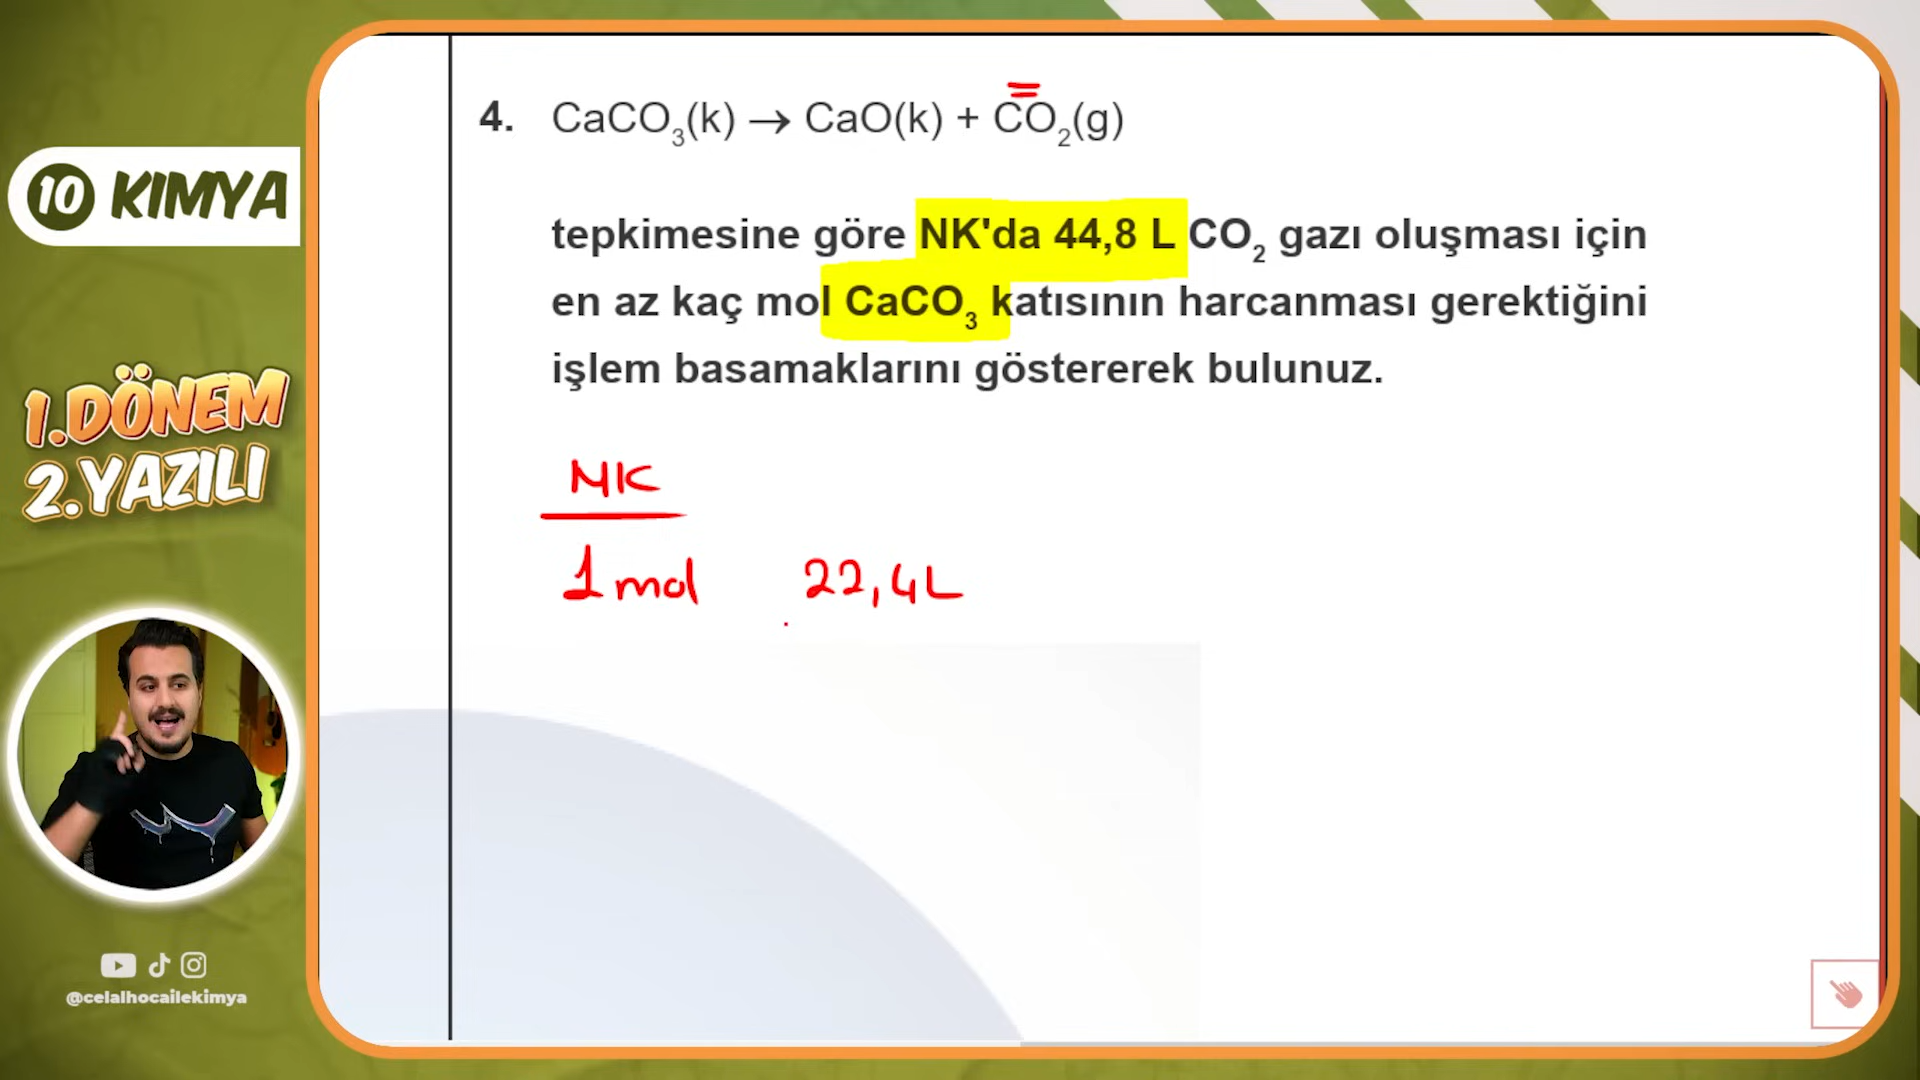 10 KIMYA
1.DÖNEM
2.YAZILI
@celalhocailekimya
4. CaCO₃(k) → CaO(k) + CO₂(g)
tepkimesine göre NK'da 44,8 L CO₂ gazı oluşması için
en az kaç mol CaCO₃ katısının harcanması gerektiğini
işlem basamaklarını göstererek bulunuz.
NK
1 mol 22,4L